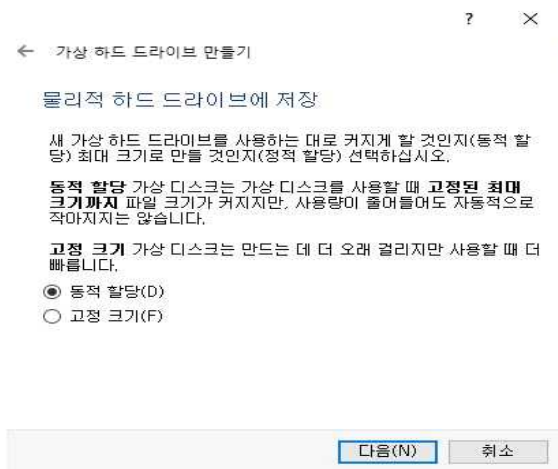 ?
← 가상 하드 드라이브 만들기
물리적 하드 드라이브에 저장
새 가상 하드 드라이브를 사용하는 대로 커지게 할 것인지(동적 할
당) 최대 크기로 만들 것인지(정적 할당) 선택하십시오.
동적 할당 가상 디스크는 가상 디스크를 사용할 때 고정된 최대
크기까지 파일 크기가 커지지만, 사용량이 줄어들어도 자동적으로
작아지지는 않습니다.
고정 크기 가상 디스크는 만드는 데 더 오래 걸리지만 사용할 때 더
빠릅니다.
동적 할당(D)
고정 크기(F)
다음(N) 취소